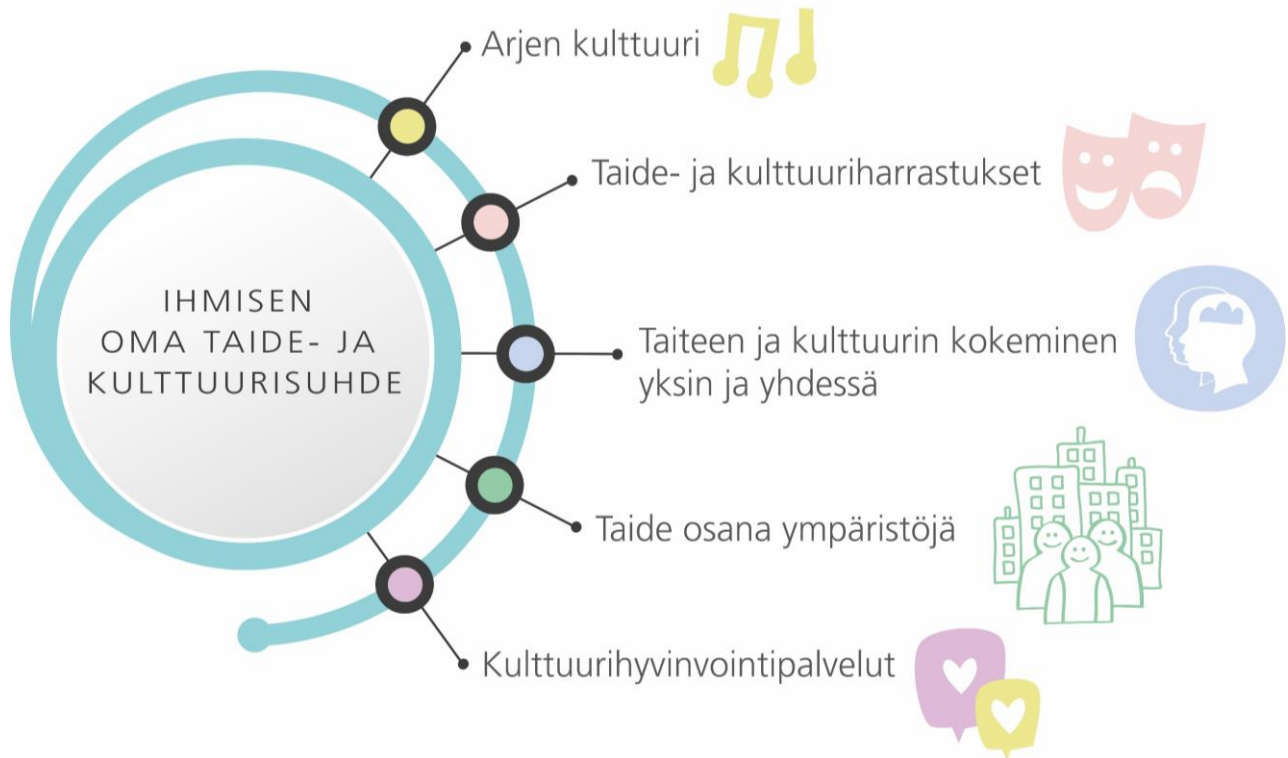 Arjen kulttuuri
Taide- ja kulttuuriharrastukset
IHMISEN
OMA TAIDE- JA
KULTTUURISUHDE
Taiteen ja kulttuurin kokeminen
yksin ja yhdessä
Taide osana ympäristöjä
Kulttuurihyvinvointipalvelut